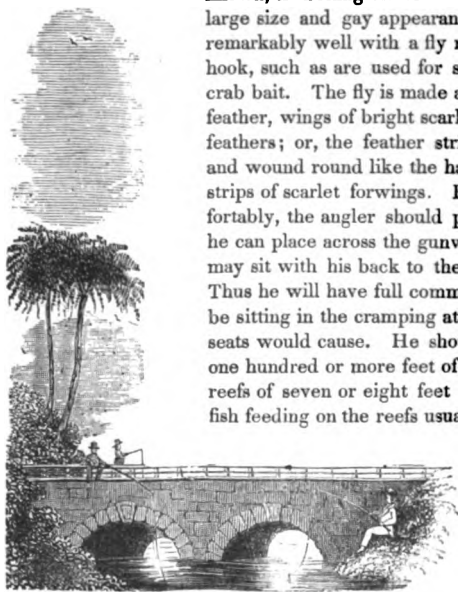 large size and gay appearan
remarkably well with a fly
hook, such as are used for s
crab bait. The fly is made a
feather, wings of bright scarl
feathers; or, the feather stri
and wound round like the ha
strips of scarlet forwings.
fortably, the angler should p
he can place across the gunv
may sit with his back to the
Thus he will have full comm
be sitting in the cramping at
seats would cause. He sho
one hundred or more feet of
reefs of seven or eight feet
fish feeding on the reefs usua